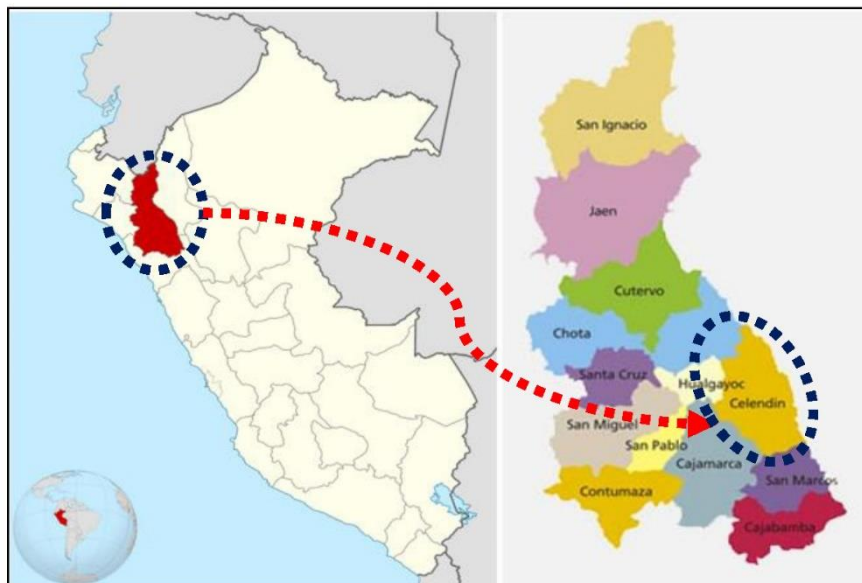 San Ignacio
Jaen
Cutervo
Chota
Santa Cruz
Hualgayoc
Celendin
San Miguel
San Pablo
Cajamarca
San Marcos
Contumaza
Cajabamba